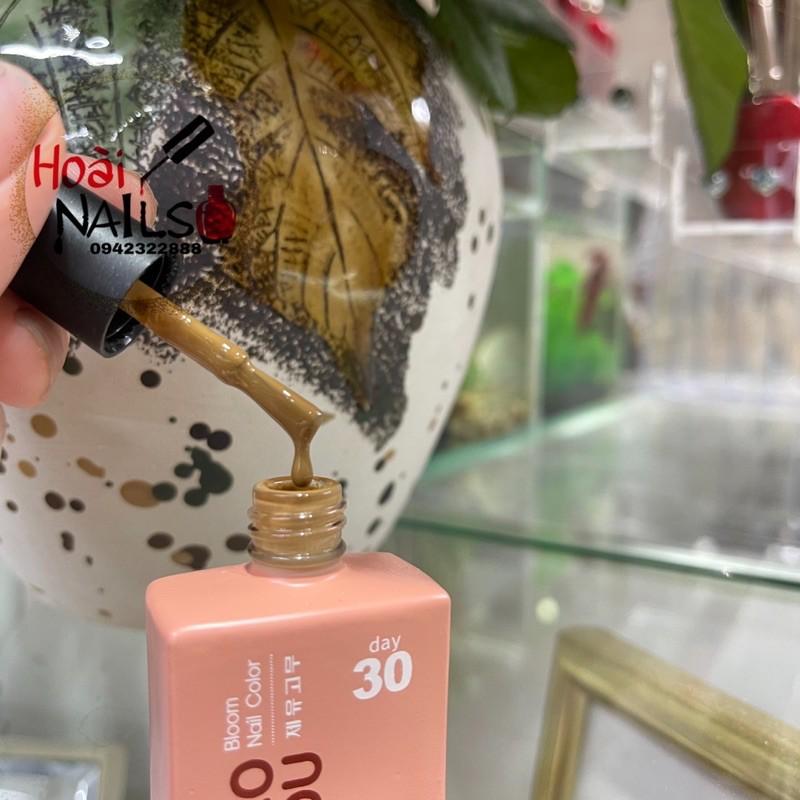 Hoài
NAILS
0942322888
day
30
Bloom
Nail Color
제유고무